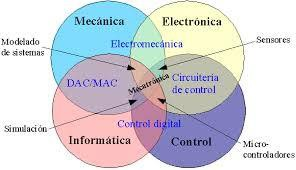 Mecánica
Electrónica
Modelado
de sistemas
Electromecánica
Sensores
DAC/MAC
Mecatrónica
Circuitería
de control
Simulación
Control digital
Informática
Control
Micro-
controladores